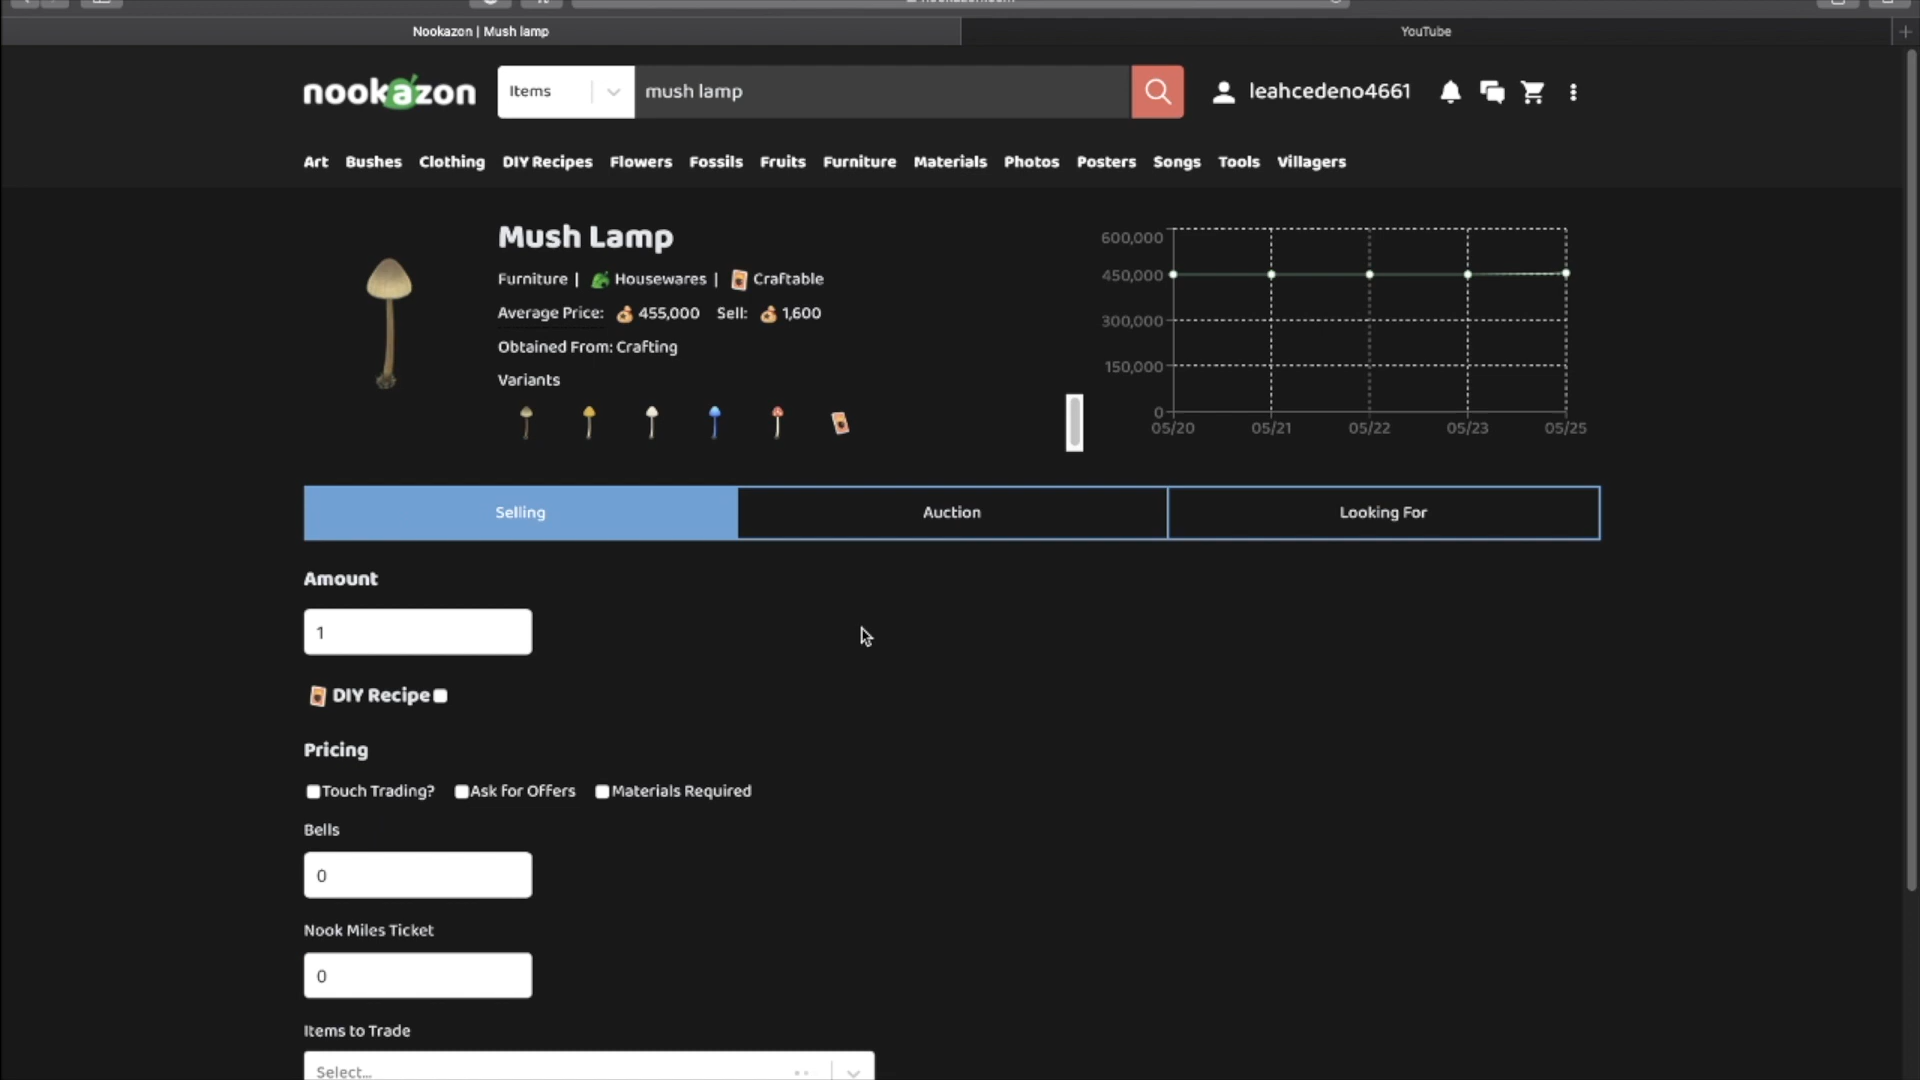 Nookazon | Mush lamp
YouTube
nookazon
Items
mush lamp
leahcedeno4661
Art Bushes Clothing DIY Recipes Flowers Fossils Fruits Furniture Materials Photos Posters Songs Tools Villagers
Mush Lamp
Furniture | Housewares | Craftable
Average Price: 455,000 Sell: 1,600
Obtained From: Crafting
Variants
600,000
450,000
300,000
150,000
0
05/20 05/21 05/22 05/23 05/25
Selling
Auction
Looking For
Amount
1
DIY Recipe
Pricing
Touch Trading? Ask for Offers Materials Required
Bells
0
Nook Miles Ticket
0
Items to Trade
Select...